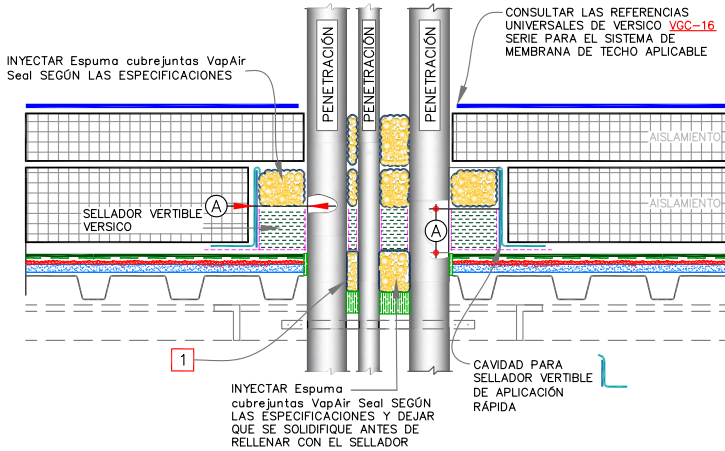 CONSULTAR LAS REFERENCIAS
UNIVERSALES DE VERSICO VGC-16
SERIE PARA EL SISTEMA DE
MEMBRANA DE TECHO APLICABLE
INYECTAR Espuma cubrejuntas VapAir
Seal SEGÚN LAS ESPECIFICACIONES
PENETRACIÓN
PENETRACIÓN
PENETRACIÓN
AISLAMIENTO
AISLAMIENTO
A
SELLADOR VERTIBLE
VERSICO
A
1
CAVIDAD PARA
SELLADOR VERTIBLE
DE APLICACIÓN
RÁPIDA
INYECTAR Espuma
cubrejuntas VapAir Seal SEGÚN
LAS ESPECIFICACIONES Y DEJAR
QUE SE SOLIDIFIQUE ANTES DE
RELLENAR CON EL SELLADOR